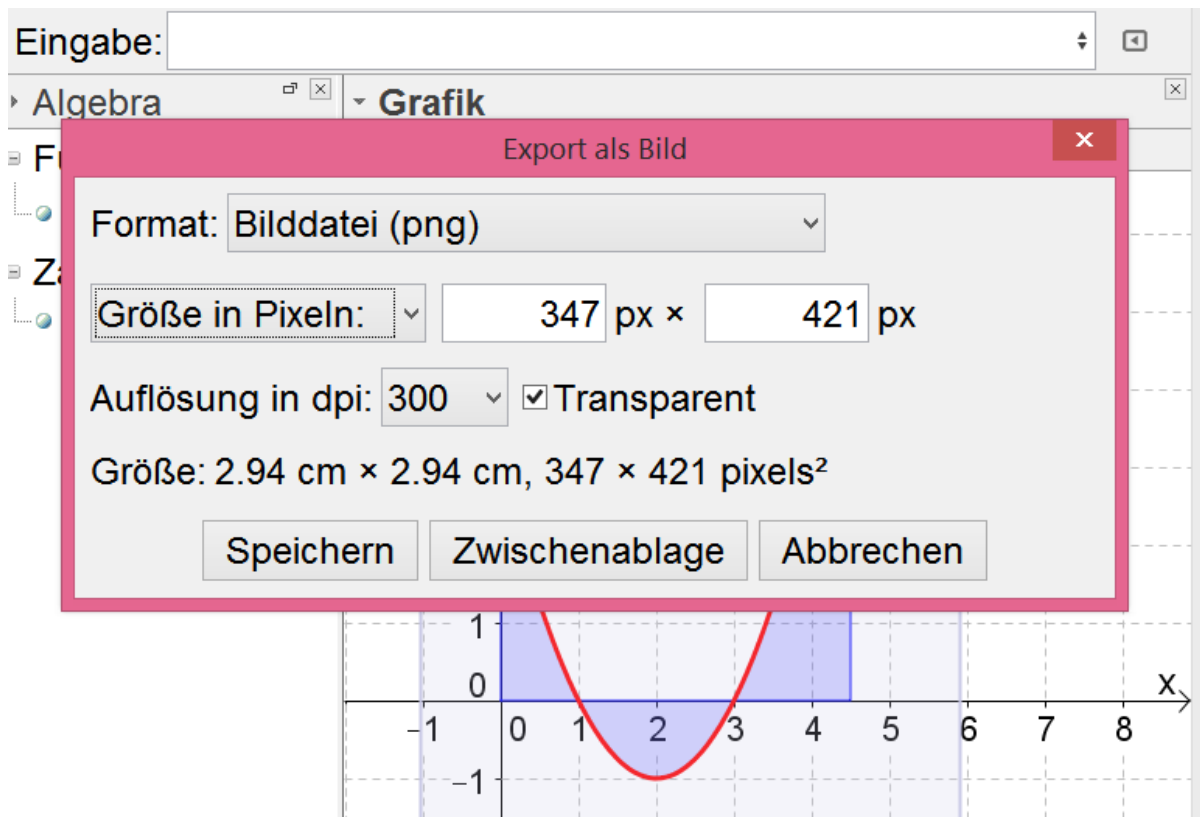 Eingabe:
Algebra
Grafik
Export als Bild
Format: Bilddatei (png)
Größe in Pixeln: 347 px × 421 px
Auflösung in dpi: 300 Transparent
Größe: 2.94 cm × 2.94 cm, 347 × 421 pixels²
Speichern Zwischenablage Abbrechen
1
0
x
−1 0 1 2 3 4 5 6 7 8
−1